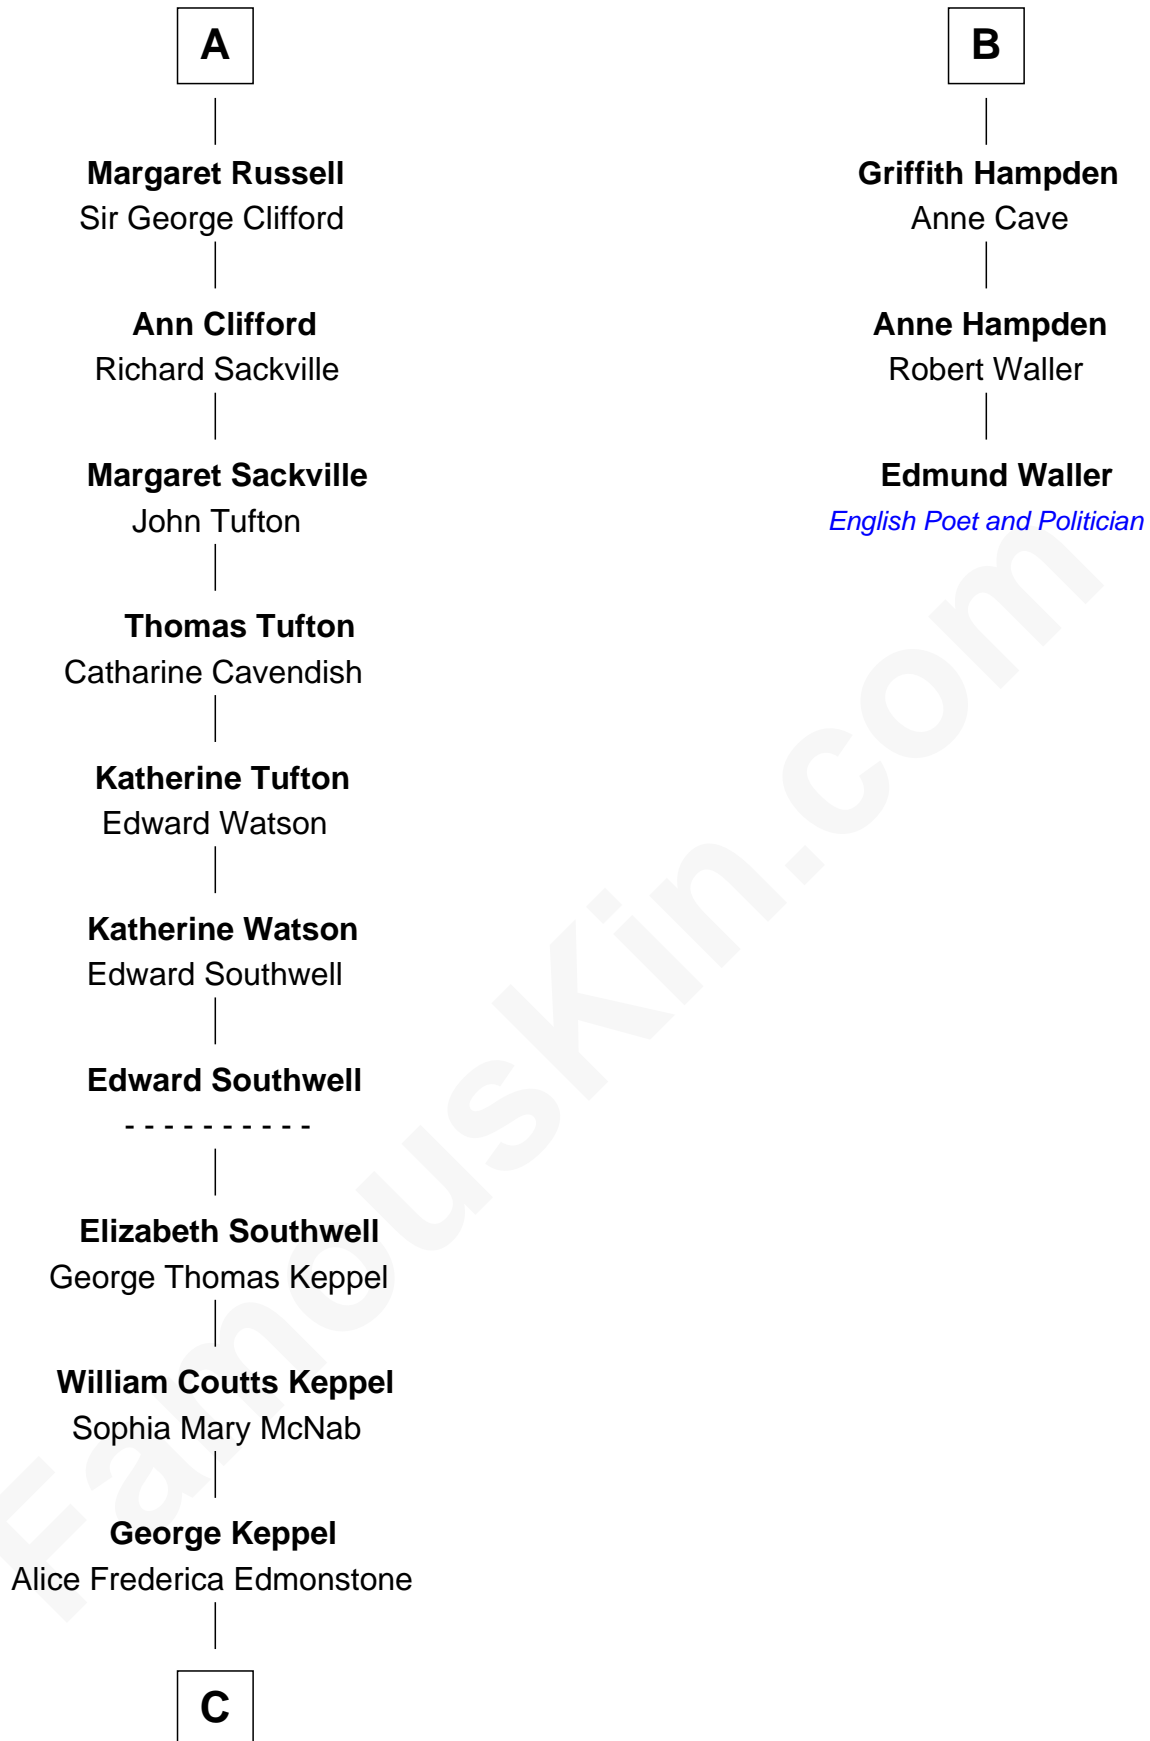 A
Margaret Russell
Sir George Clifford
Ann Clifford
Richard Sackville
Margaret Sackville
John Tufton
Thomas Tufton
Catharine Cavendish
Katherine Tufton
Edward Watson
Katherine Watson
Edward Southwell
Edward Southwell
- - - - - - - - - -
Elizabeth Southwell
George Thomas Keppel
William Coutts Keppel
Sophia Mary McNab
George Keppel
Alice Frederica Edmonstone
C
B
Griffith Hampden
Anne Cave
Anne Hampden
Robert Waller
Edmund Waller
English Poet and Politician
FamousKin.com